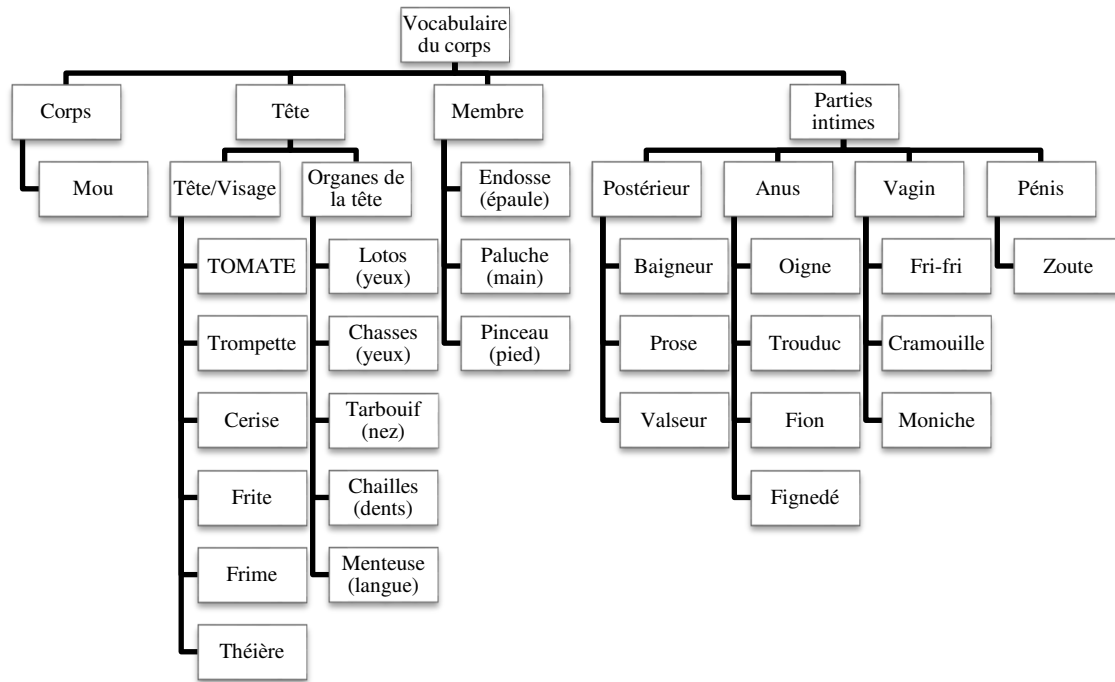 Vocabulaire
du corps
Corps
Tête
Membre
Parties
intimes
Mou
Tête/Visage
Organes de
la tête
Endosse
(épaule)
Postérieur
Anus
Vagin
Pénis
TOMATE
Lotos
(yeux)
Paluche
(main)
Baigneur
Oigne
Fri-fri
Zoute
Trompette
Chasses
(yeux)
Pinceau
(pied)
Prose
Trouduc
Cramouille
Cerise
Tarbouif
(nez)
Valseur
Fion
Moniche
Frite
Chailles
(dents)
Fignedé
Frime
Menteuse
(langue)
Théière